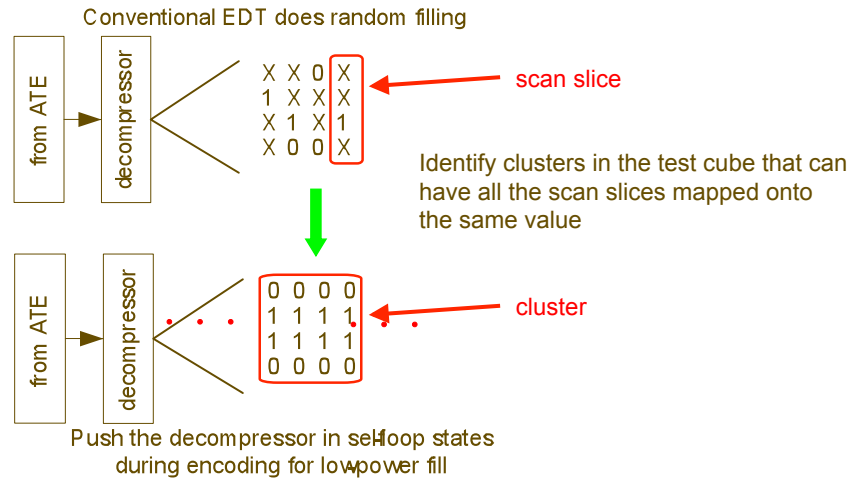 Conventional EDT does random filling
from ATE
decompressor
X X 0 X
1 X X X
X 1 X 1
X 0 0 X
scan slice
Identify clusters in the test cube that can
have all the scan slices mapped onto
the same value
from ATE
decompressor
0 0 0 0
1 1 1 1
1 1 1 1
0 0 0 0
cluster
Push the decompressor in self-loop states
during encoding for low-power fill